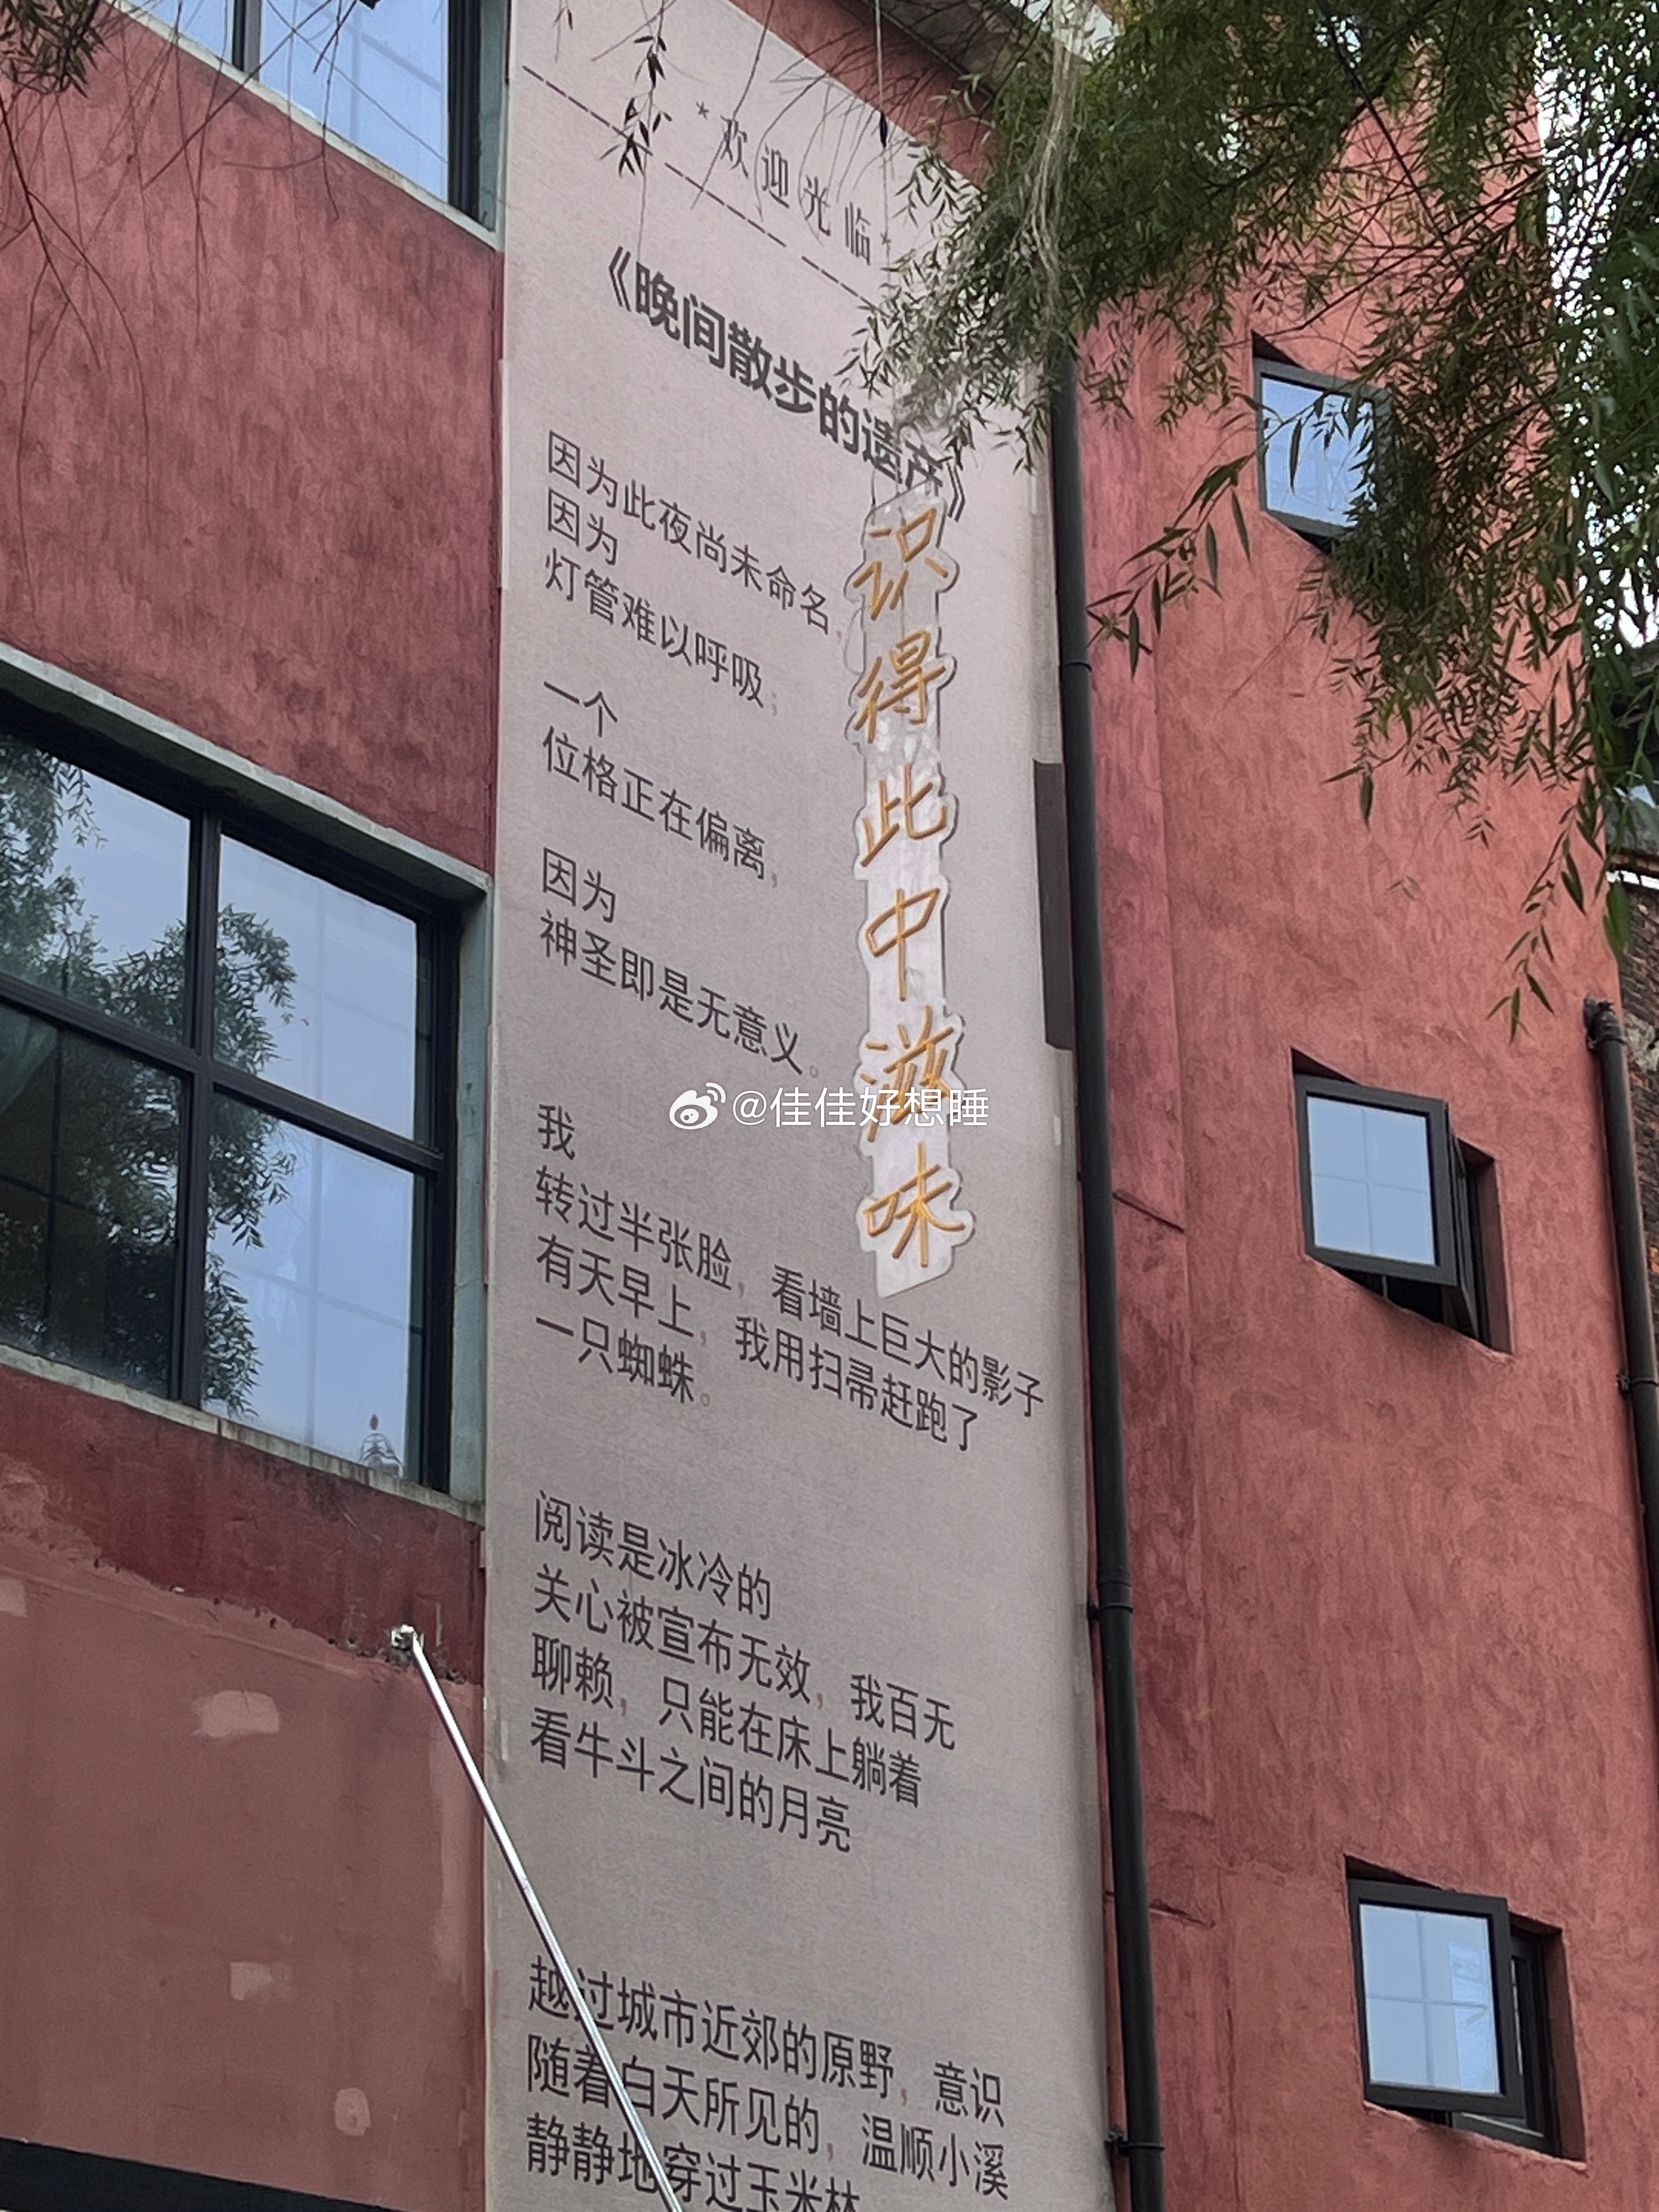 *欢迎光临*
《晚间散步的遗产》
因为此夜尚未命名,
因为
灯管难以呼吸;
一个
位格正在偏离,
因为
神圣即是无意义。
我
转过半张脸,看墙上巨大的影子
有天早上,我用扫帚赶跑了
一只蜘蛛。
阅读是冰冷的
关心被宣布无效,我百无
聊赖,只能在床上躺着
看牛斗之间的月亮
越过城市近郊的原野,意识
随着白天所见的,温顺小溪
静静地穿过玉米林
识得此中滋味
@佳佳好想睡